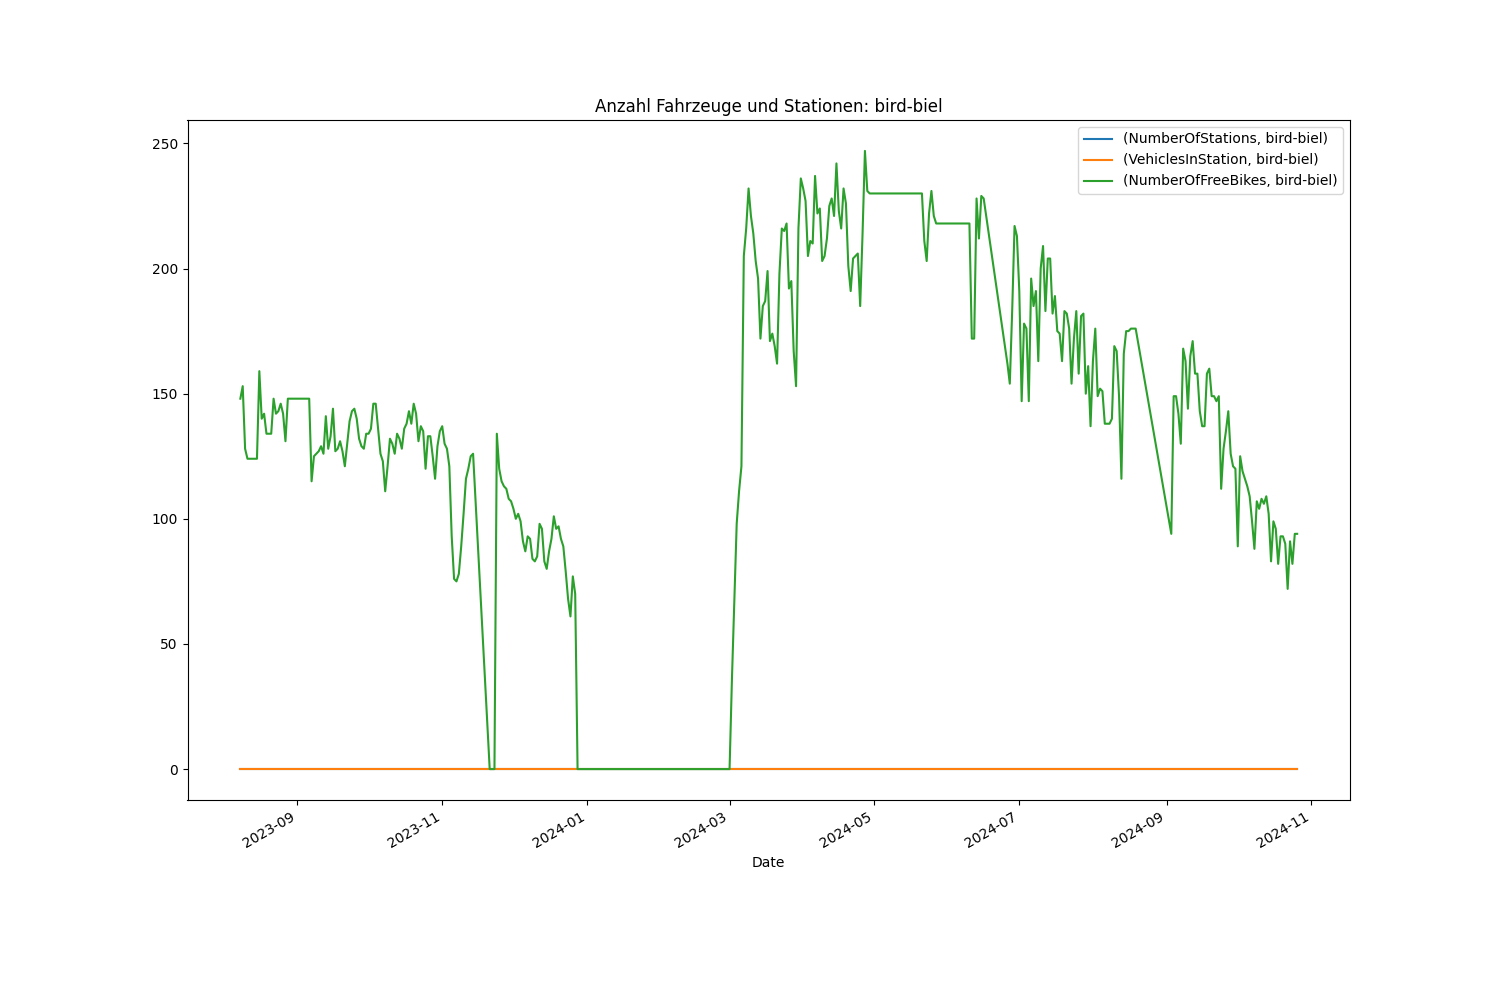 Anzahl Fahrzeuge und Stationen: bird-biel
(NumberOfStations, bird-biel)
(VehiclesInStation, bird-biel)
(NumberOfFreeBikes, bird-biel)
250
200
150
100
50
0
2023-09
2023-11
2024-01
2024-03
2024-05
2024-07
2024-09
2024-11
Date